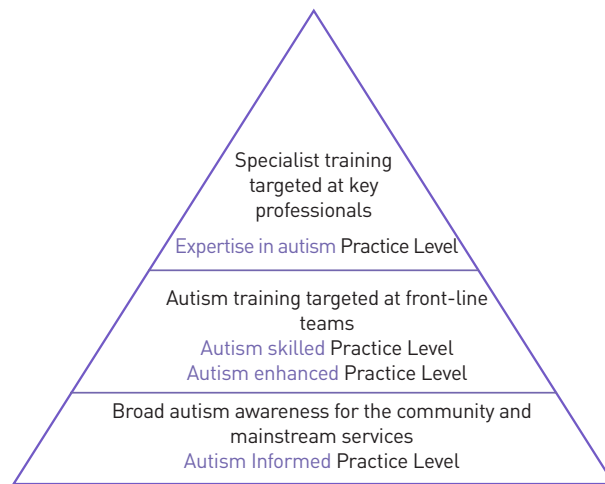 Specialist training
targeted at key
professionals
Expertise in autism Practice Level
Autism training targeted at front-line
teams
Autism skilled Practice Level
Autism enhanced Practice Level
Broad autism awareness for the community and
mainstream services
Autism Informed Practice Level